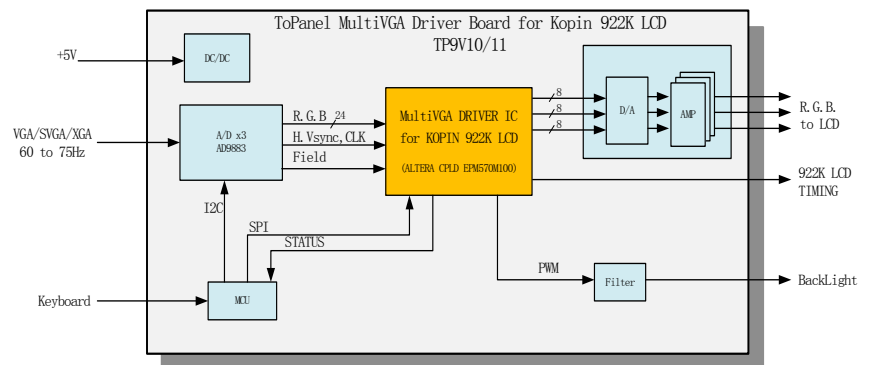 ToPanel MultiVGA Driver Board for Kopin 922K LCD
TP9V10/11
+5V
DC/DC
VGA/SVGA/XGA
60 to 75Hz
A/D x3
AD9883
R.G.B
24
H.Vsync,CLK
Field
MultiVGA DRIVER IC
for KOPIN 922K LCD
(ALTERA CPLD EPM570M100)
8
8
8
D/A
AMP
R.G.B.
to LCD
922K LCD
TIMING
I2C
SPI
STATUS
Keyboard
MCU
PWM
Filter
BackLight